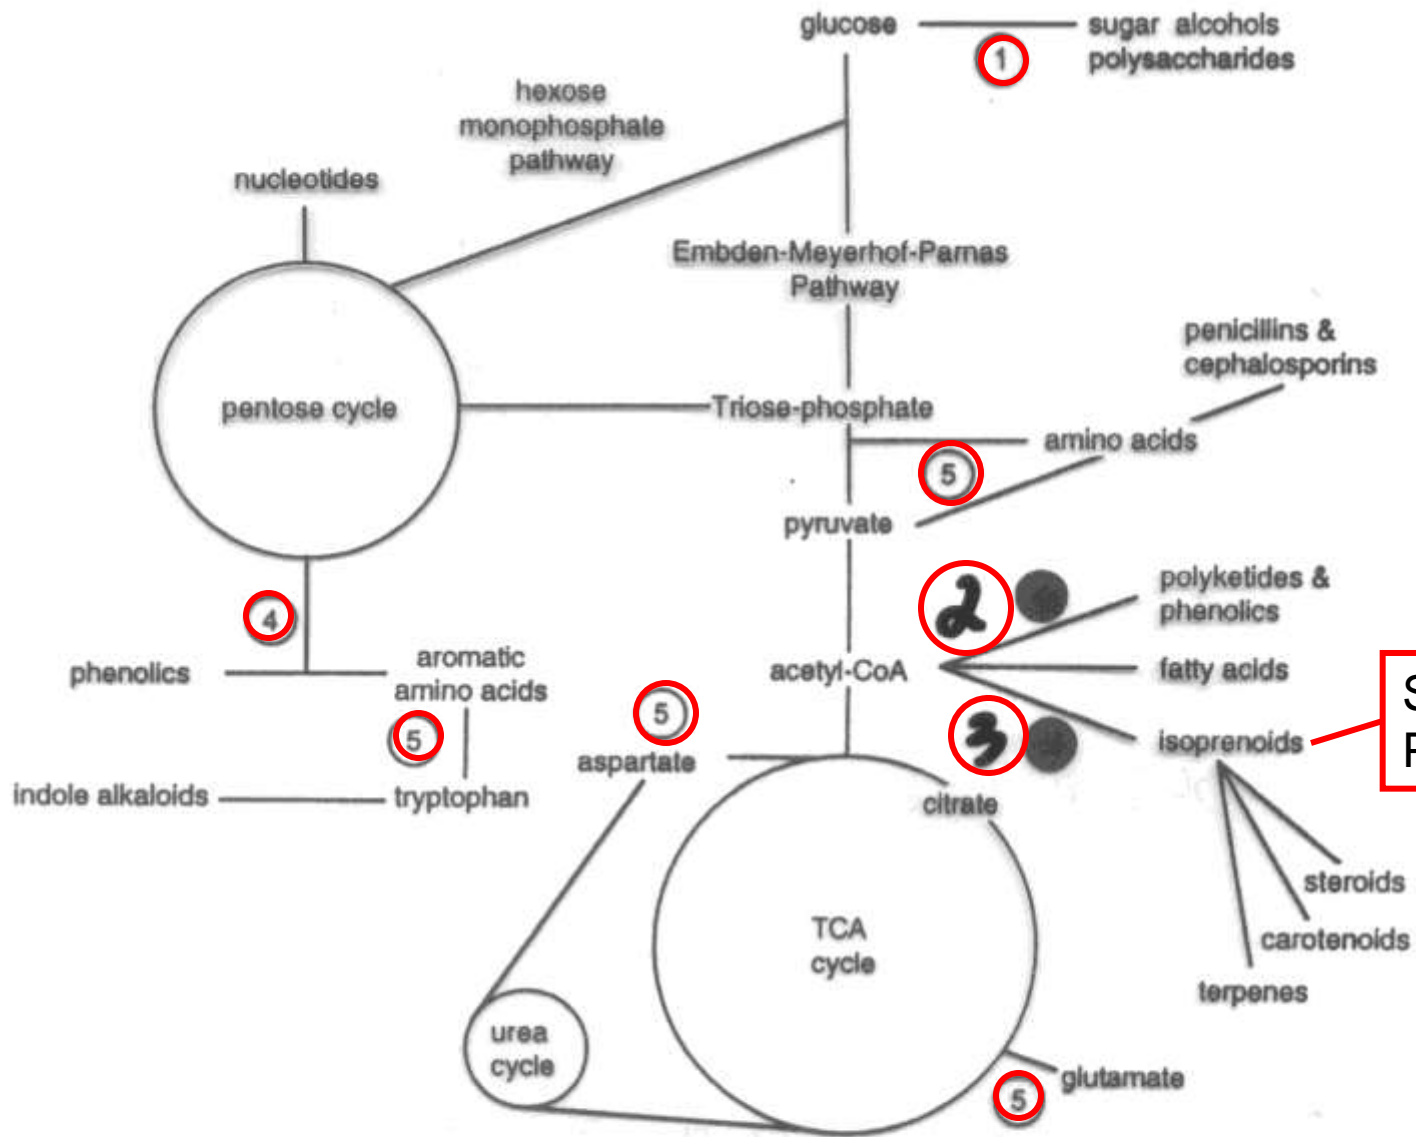 glucose
sugar alcohols
polysaccharides
1
hexose
monophosphate
pathway
nucleotides
Embden-Meyerhof-Parnas
Pathway
penicillins &
cephalosporins
pentose cycle
Triose-phosphate
amino acids
5
pyruvate
4
2
polyketides &
phenolics
phenolics
aromatic
amino acids
acetyl-CoA
fatty acids
5
5
3
isoprenoids
aspartate
indole alkaloids
tryptophan
citrate
steroids
TCA
cycle
carotenoids
terpenes
urea
cycle
glutamate
5